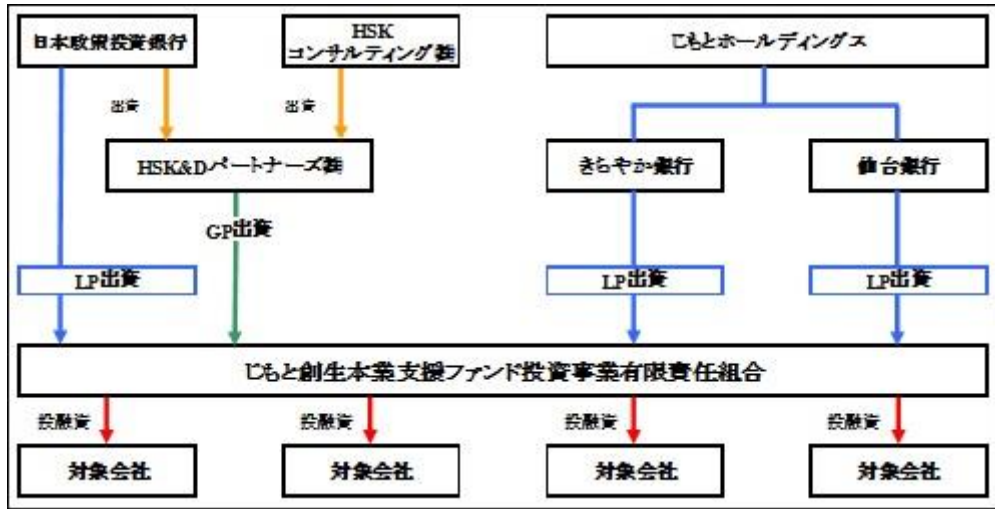 日本政策投資銀行
HSK
コンサルティング㈱
じもとホールディングス
出資
出資
HSK&Dパートナーズ㈱
きらやか銀行
仙台銀行
GP出資
LP出資
LP出資
LP出資
じもと創生本業支援ファンド投資事業有限責任組合
投融資
投融資
投融資
投融資
対象会社
対象会社
対象会社
対象会社